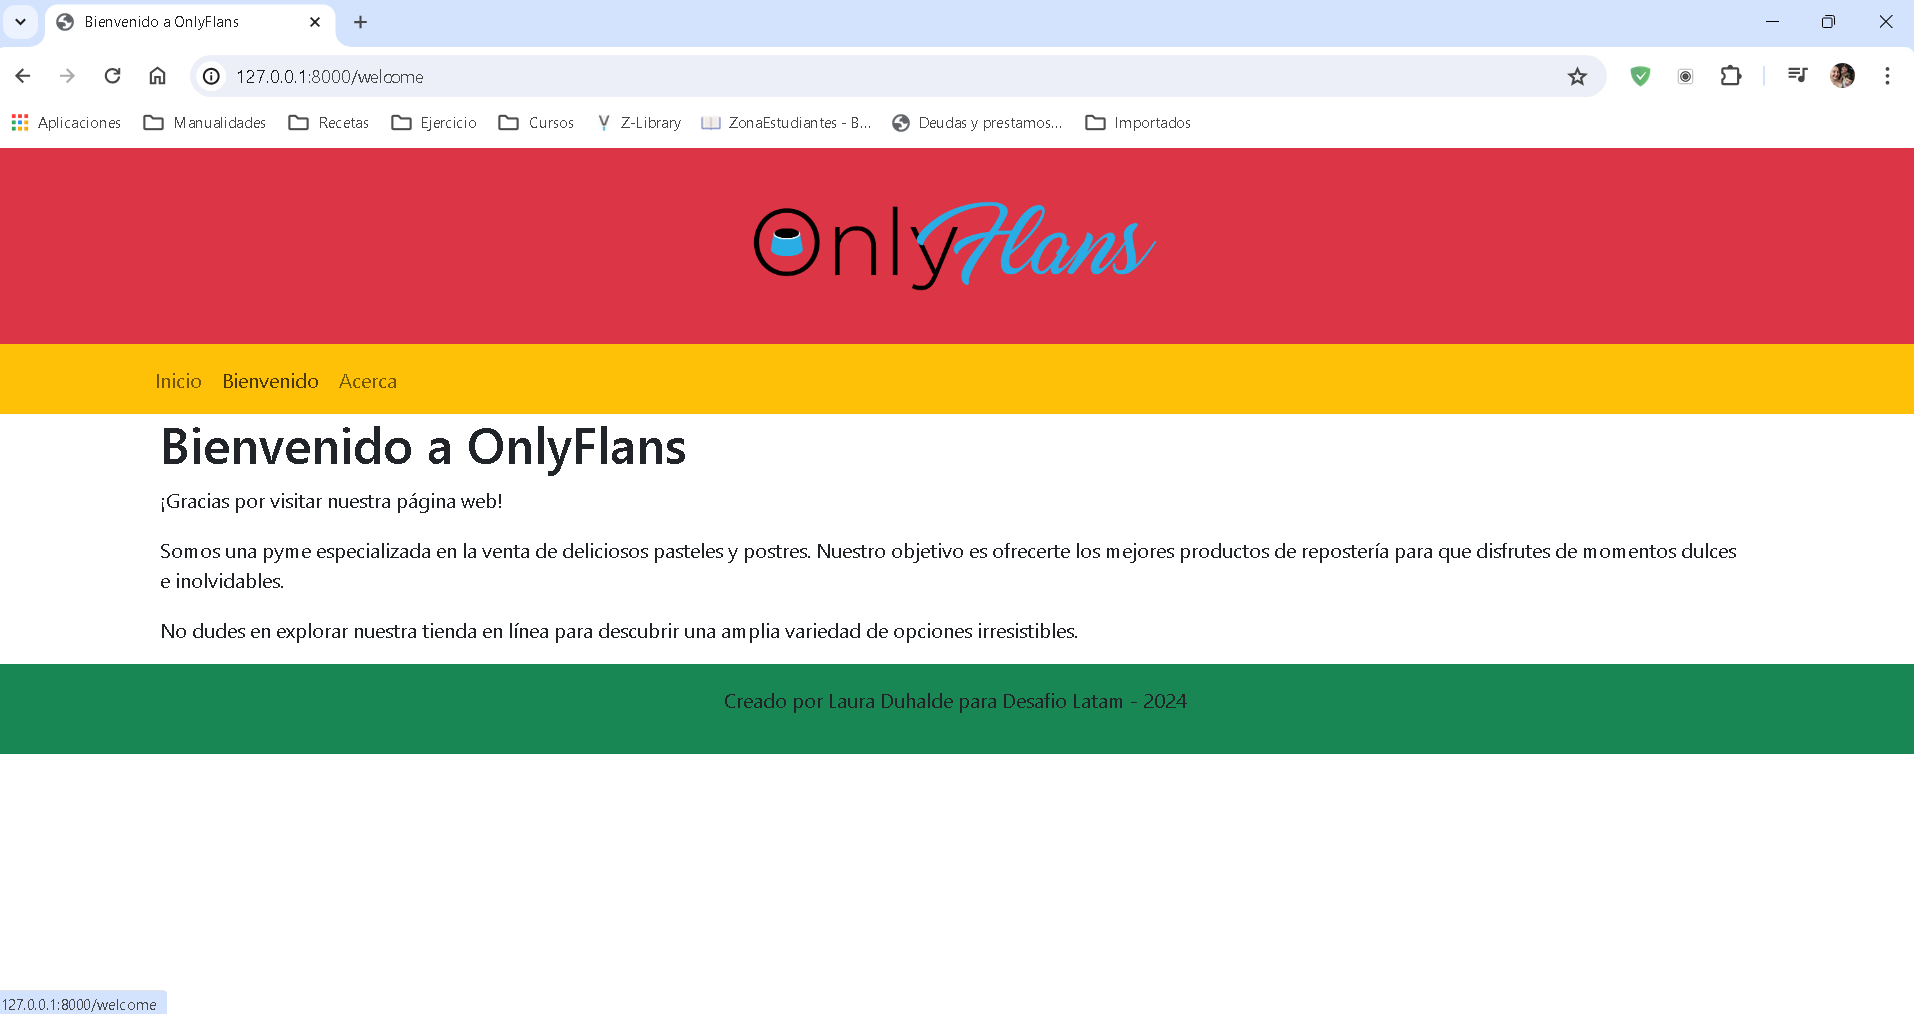 Bienvenido a OnlyFlans
127.0.0.1:8000/welcome
Aplicaciones Manualidades Recetas Ejercicio Cursos Z-Library ZonaEstudiantes - B... Deudas y prestamos... Importados
OnlyFlans
Inicio Bienvenido Acerca
Bienvenido a OnlyFlans
¡Gracias por visitar nuestra página web!
Somos una pyme especializada en la venta de deliciosos pasteles y postres. Nuestro objetivo es ofrecerte los mejores productos de repostería para que disfrutes de momentos dulces
e inolvidables.
No dudes en explorar nuestra tienda en línea para descubrir una amplia variedad de opciones irresistibles.
Creado por Laura Duhalde para Desafio Latam - 2024
127.0.0.1:8000/welcome